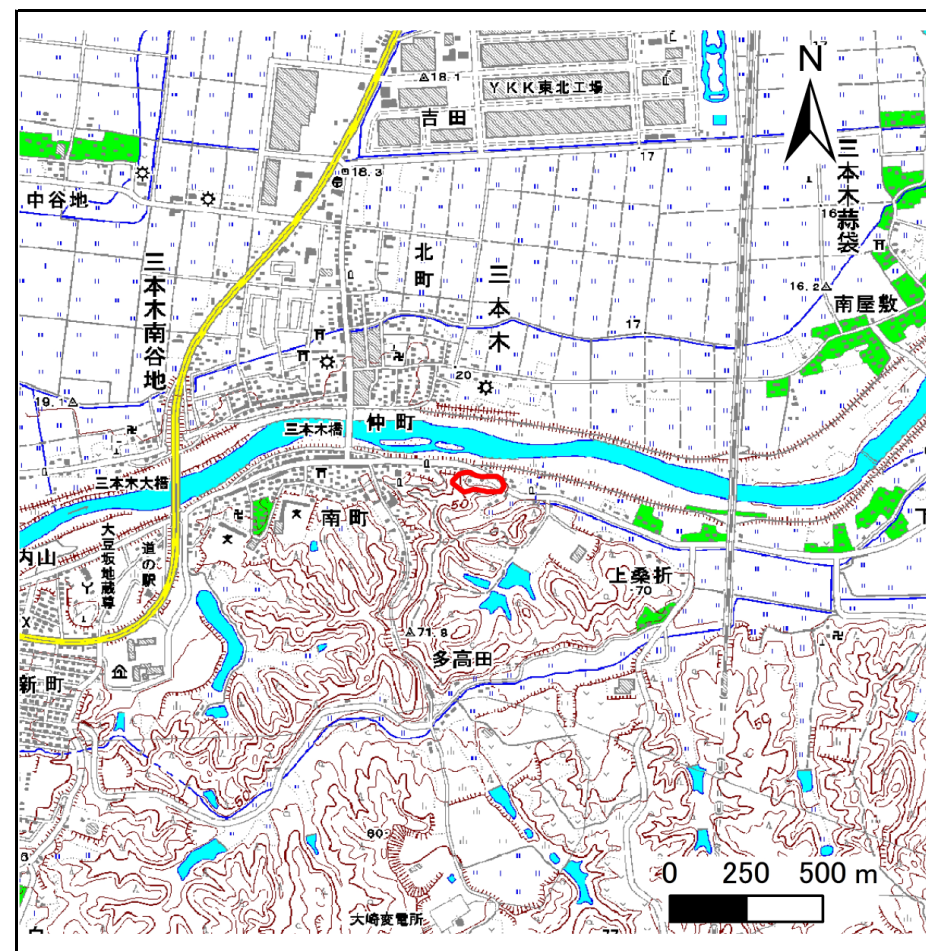 18.1
YKK東北工場
吉田
N
17
三本木蒜袋
18.3
中谷地
16
北町
三本木
三本木南谷地
16.2
南屋敷
17
20
19.
仲町
三本木橋
三本木大橋
50
南町
内山
大豆坂地蔵尊
道の駅
上桑折
70
下
71.8
多高田
新町
60
80
大崎変電所
77
0 250 500 m